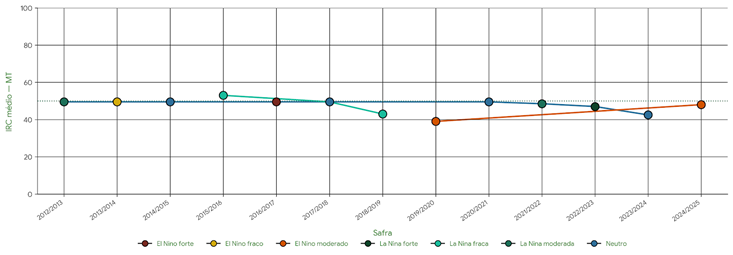 100
80
60
40
20
0
IRC médio — MT
2012/2013
2013/2014
2014/2015
2015/2016
2016/2017
2017/2018
2018/2019
2019/2020
2020/2021
2021/2022
2022/2023
2023/2024
2024/2025
Safra
El Nino forte
El Nino fraco
El Nino moderado
La Nina forte
La Nina fraca
La Nina moderada
Neutro